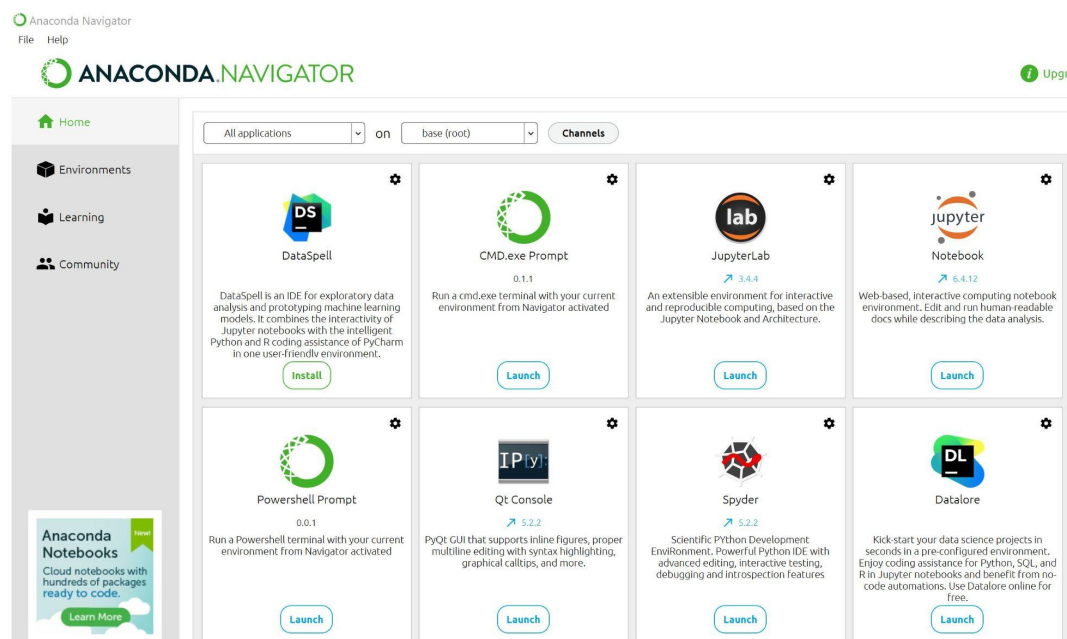 Anaconda Navigator
File Help
ANACONDA.NAVIGATOR
Home
Environments
Learning
Community
All applications on base (root) Channels
DataSpell
DataSpell is an IDE for exploratory data
analysis and prototyping machine learning
models. It combines the interactivity of
Jupyter notebooks with the intelligent
Python and R coding assistance of PyCharm
in one user-friendly environment.
Install
CMD.exe Prompt
0.1.1
Run a cmd.exe terminal with your current
environment from Navigator activated
Launch
lab
JupyterLab
3.4.4
An extensible environment for interactive
and reproducible computing, based on the
Jupyter Notebook and Architecture.
Launch
jupyter
Notebook
6.4.12
Web-based, interactive computing notebook
environment. Edit and run human-readable
docs while describing the data analysis.
Launch
Powershell Prompt
0.0.1
Run a Powershell terminal with your current
environment from Navigator activated
Launch
IP[y]:
Qt Console
5.2.2
PyQt GUI that supports inline figures, proper
multiline editing with syntax highlighting,
graphical calltips, and more.
Launch
Spyder
5.2.2
Scientific PYthon Development
EnviRonment. Powerful Python IDE with
advanced editing, interactive testing,
debugging and introspection features
Launch
DL
Datalore
Kick-start your data science projects in
seconds in a pre-configured environment.
Enjoy coding assistance for Python, SQL, and
R in Jupyter notebooks and benefit from no-
code automations. Use Datalore online for
free.
Launch
DS
Anaconda
Notebooks
New!
Cloud notebooks with
hundreds of packages
ready to code.
Learn More